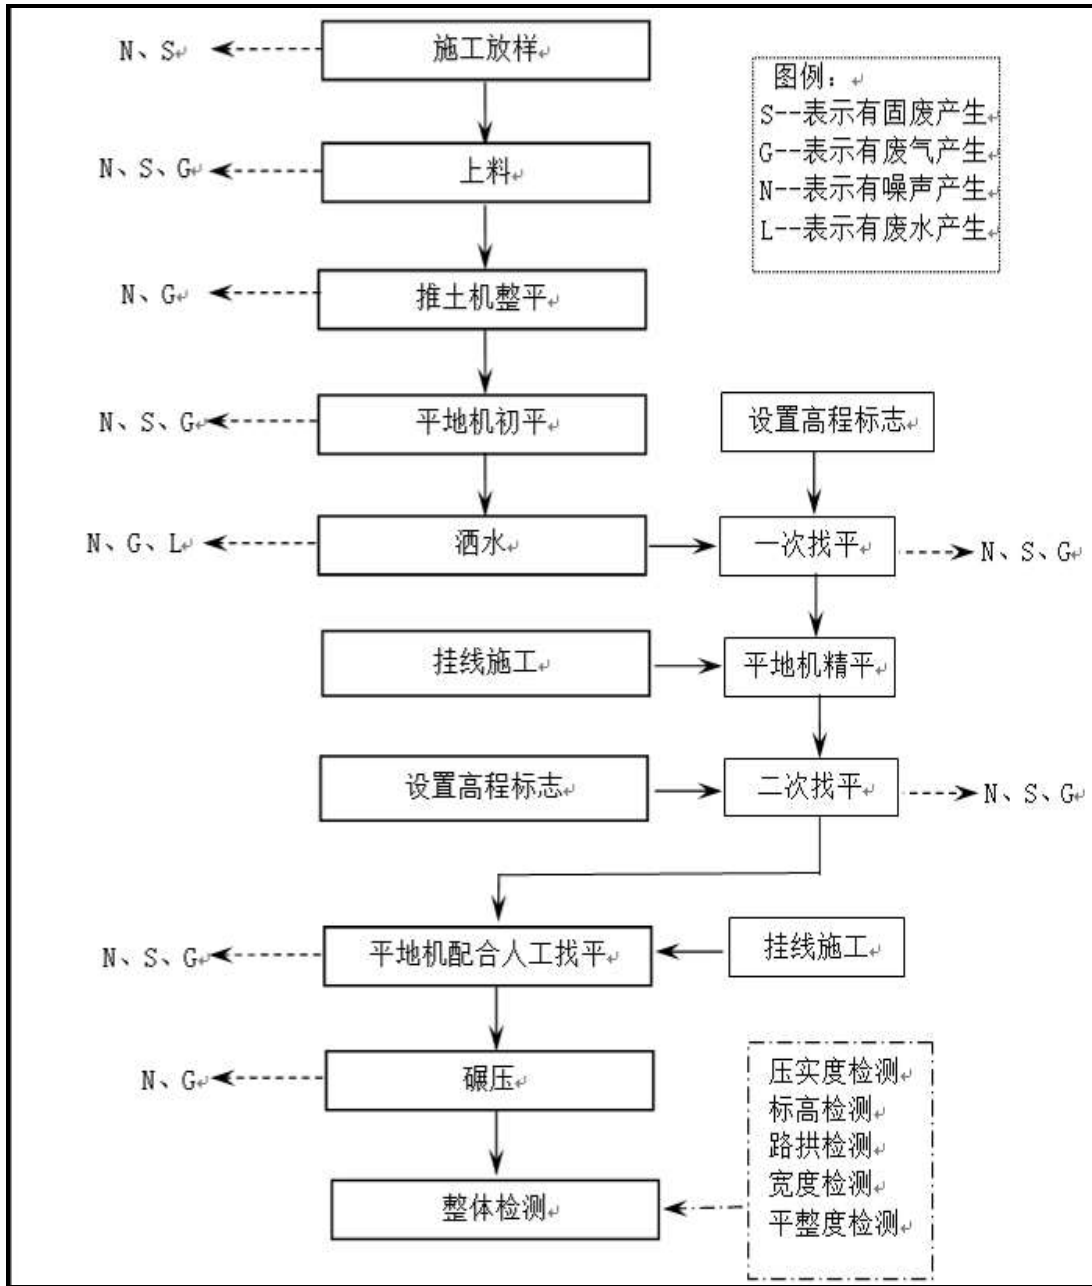 N、S
施工放样
图例：
S--表示有固废产生
G--表示有废气产生
N--表示有噪声产生
L--表示有废水产生
N、S、G
上料
N、G
推土机整平
N、S、G
平地机初平
设置高程标志
N、G、L
洒水
一次找平
N、S、G
挂线施工
平地机精平
设置高程标志
二次找平
N、S、G
N、S、G
平地机配合人工找平
挂线施工
N、G
碾压
压实度检测
标高检测
路拱检测
宽度检测
平整度检测
整体检测